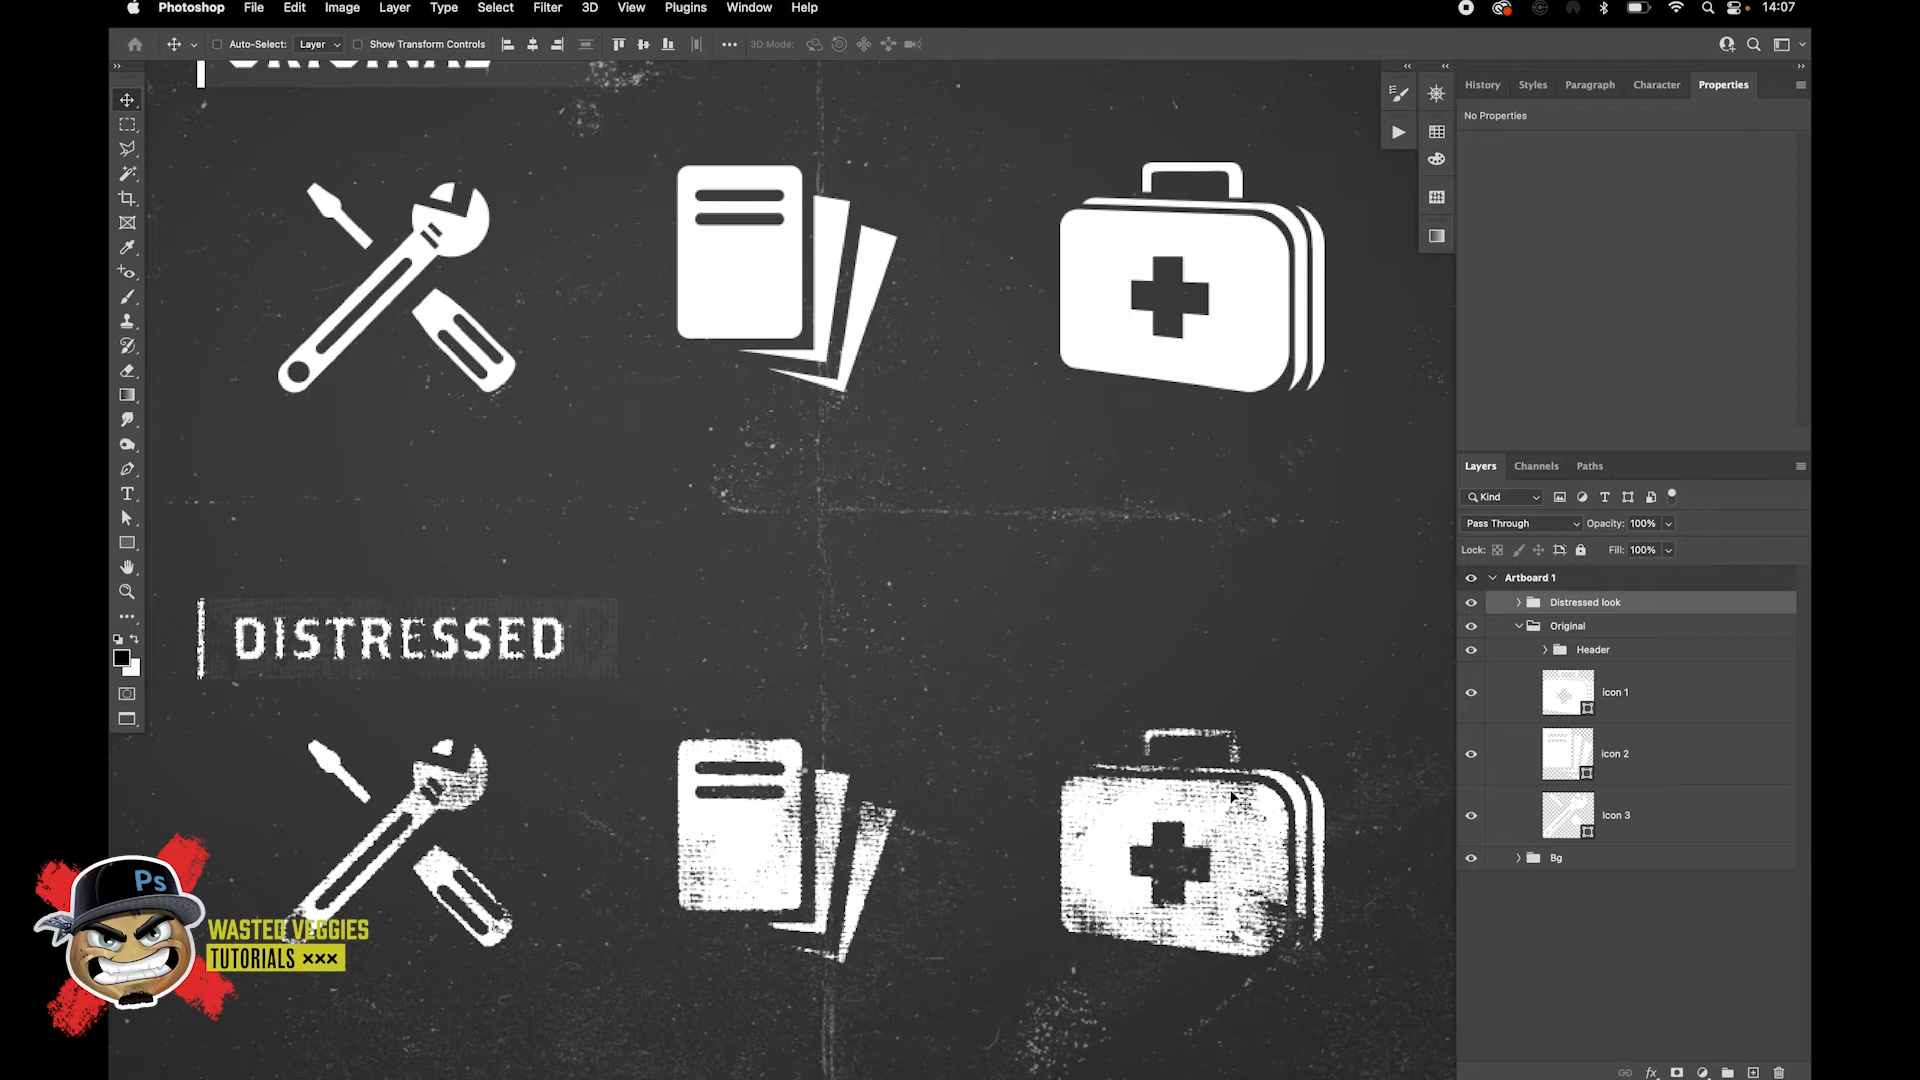 Photoshop File Edit Image Layer Type Select Filter 3D View Plugins Window Help 14:07
Auto-Select: Layer Show Transform Controls 3D Mode:
ORIGINAL
History Styles Paragraph Character Properties
No Properties
Layers Channels Paths
Kind
Pass Through Opacity: 100%
Lock: Fill: 100%
Artboard 1
Distressed look
Original
Header
icon 1
icon 2
Icon 3
Bg
DISTRESSED
Ps
WASTED VEGGIES
TUTORIALS ×××
fx